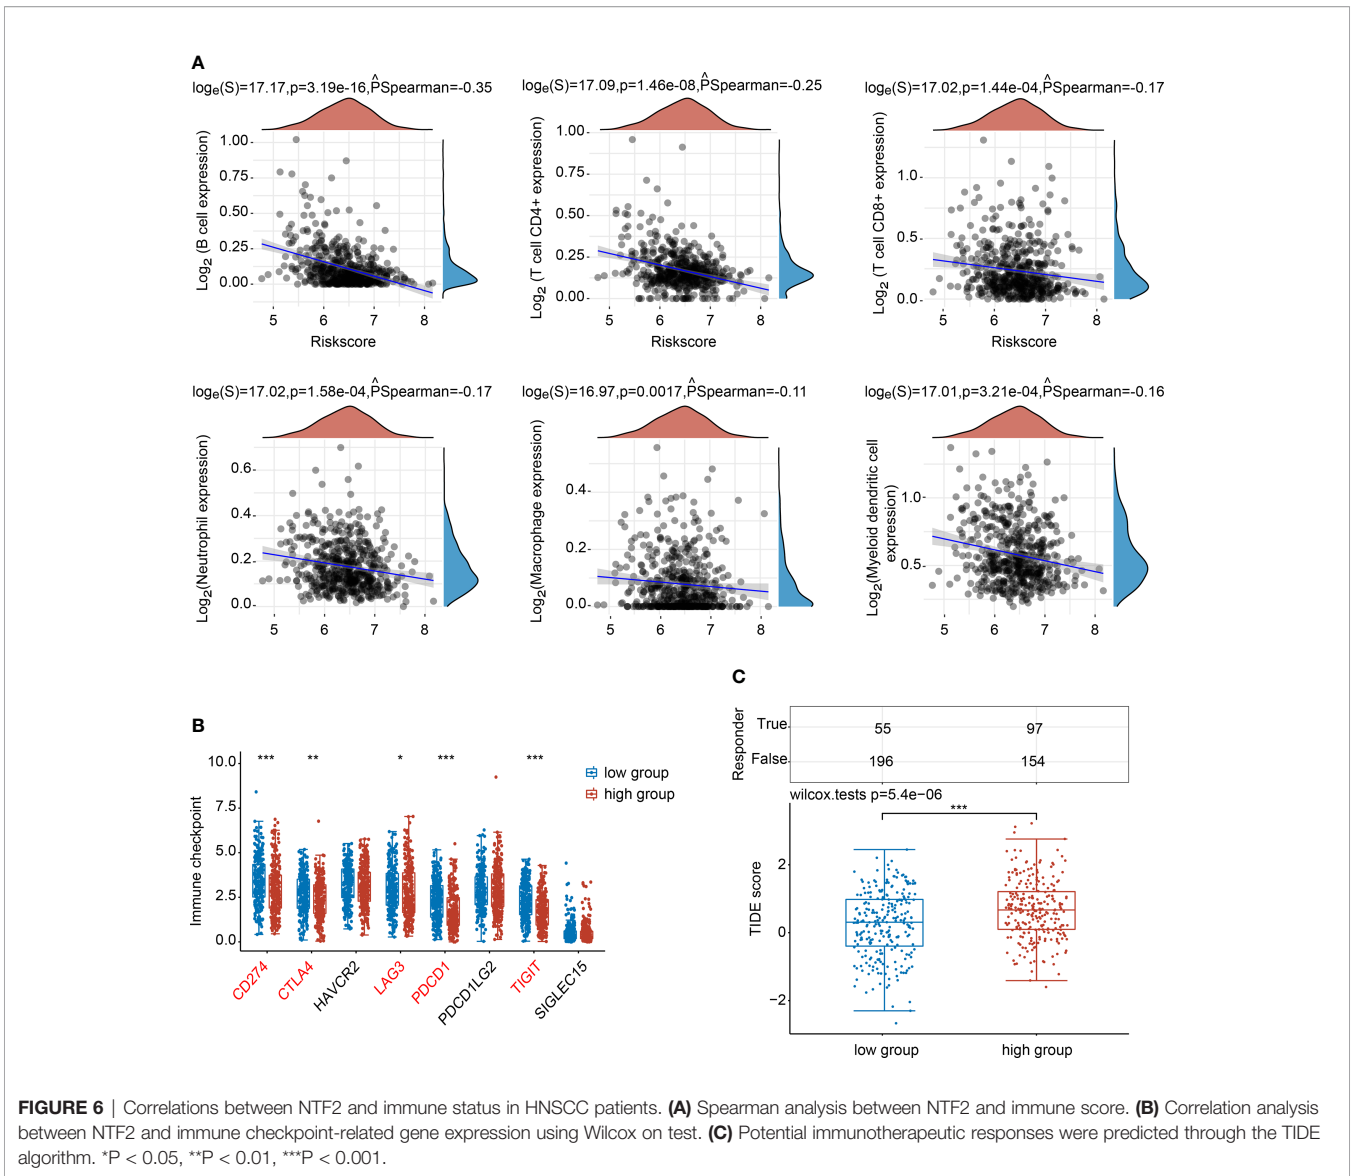 A
logₑ(S)=17.17,p=3.19e-16,P̂Spearman=-0.35
logₑ(S)=17.09,p=1.46e-08,P̂Spearman=-0.25
logₑ(S)=17.02,p=1.44e-04,P̂Spearman=-0.17
Log₂ (B cell expression)
1.00
0.75
0.50
0.25
0.00
5 6 7 8
Riskscore
Log₂ (T cell CD4+ expression)
1.00
0.75
0.50
0.25
0.00
5 6 7 8
Riskscore
Log₂ (T cell CD8+ expression)
1.0
0.5
0.0
5 6 7 8
Riskscore
logₑ(S)=17.02,p=1.58e-04,P̂Spearman=-0.17
logₑ(S)=16.97,p=0.0017,P̂Spearman=-0.11
logₑ(S)=17.01,p=3.21e-04,P̂Spearman=-0.16
Log₂(Neutrophil expression)
0.6
0.4
0.2
0.0
5 6 7 8
Log₂(Macrophage expression)
0.4
0.2
0.0
5 6 7 8
Log₂(Myeloid dendritic cell
expression)
1.0
0.5
5 6 7 8
B
Immune checkpoint
10.0
7.5
5.0
2.5
0.0
*** ** * *** ***
low group
high group
CD274
CTLA4
HAVCR2
LAG3
PDCD1
PDCD1LG2
TIGIT
SIGLEC15
C
Responder
True 55 97
False 196 154
wilcox.tests p=5.4e−06
***
TIDE score
2
0
−2
low group high group
FIGURE 6 | Correlations between NTF2 and immune status in HNSCC patients. (A) Spearman analysis between NTF2 and immune score. (B) Correlation analysis
between NTF2 and immune checkpoint-related gene expression using Wilcox on test. (C) Potential immunotherapeutic responses were predicted through the TIDE
algorithm. *P < 0.05, **P < 0.01, ***P < 0.001.